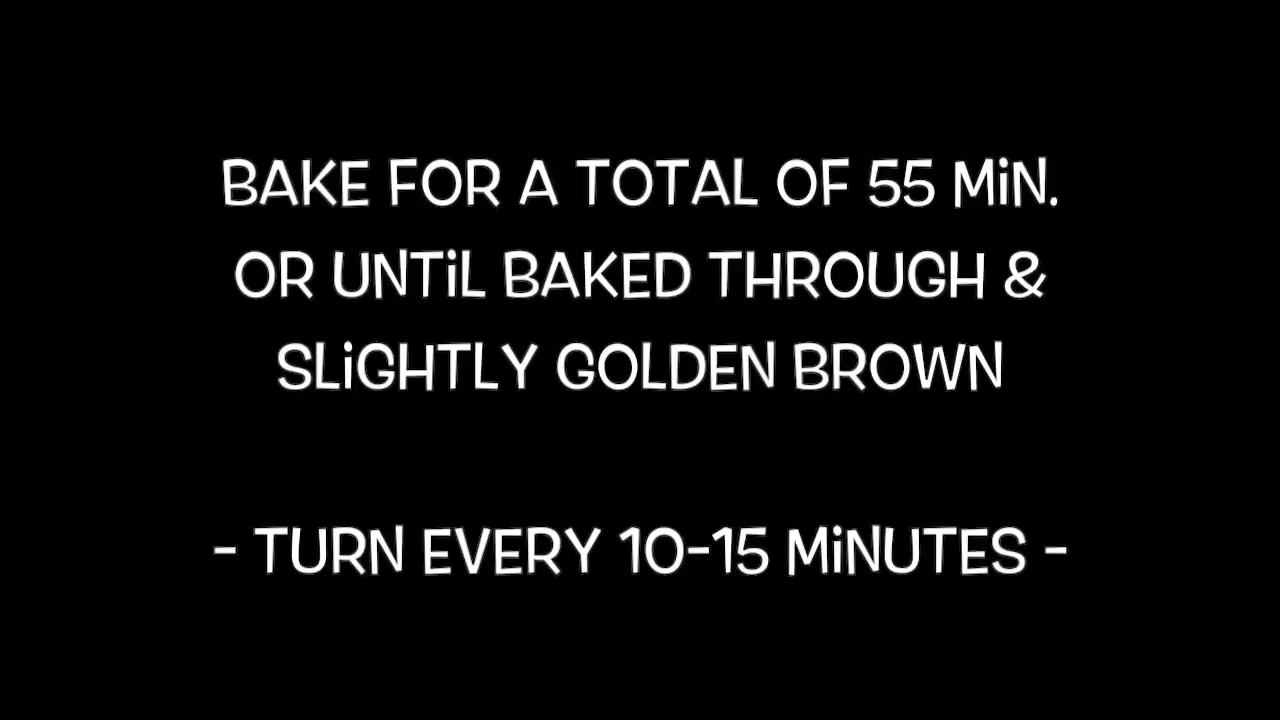 BAKE FOR A TOTAL OF 55 MiN.
OR UNTiL BAKED THROUGH &
SLiGHTLY GOLDEN BROWN
- TURN EVERY 10-15 MiNUTES -